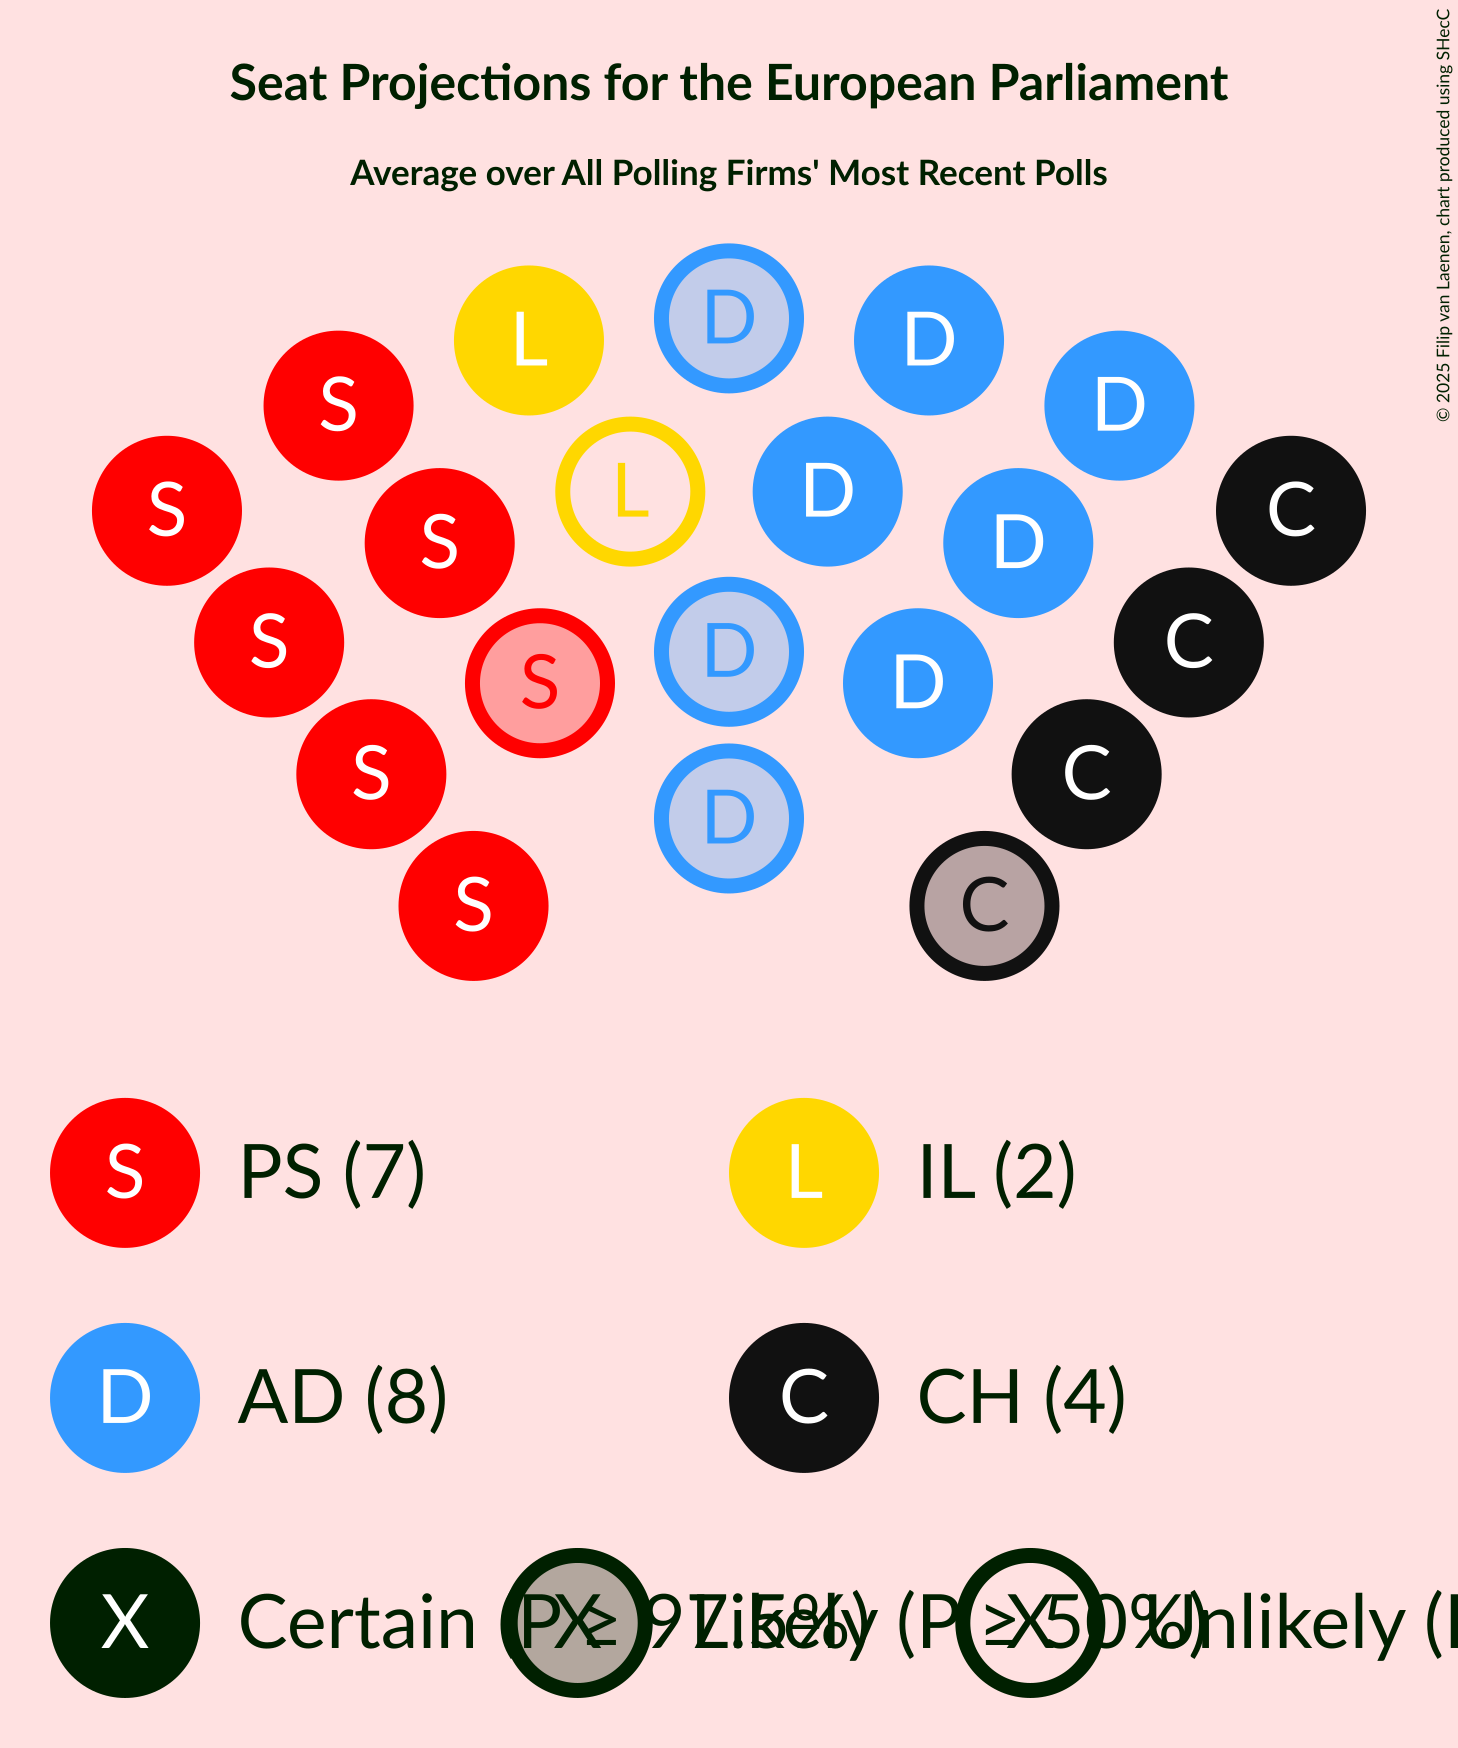 Seat Projections for the European Parliament
Average over All Polling Firms' Most Recent Polls
© 2025 Filip van Laenen, chart produced using SHecC
D
L D
S D
S L D C
S D
S D C
S D
S C
D
S C
S PS (7) L IL (2)
D AD (8) C CH (4)
X Certain (P ≥ 97.5%) X Likely (P ≥ 50%) X Unlikely (